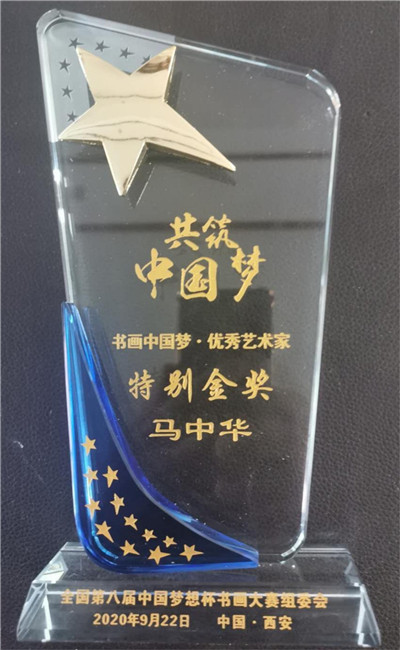 共筑
中国梦
书画中国梦·优秀艺术家
特别金奖
马中华
全国第八届中国梦想杯书画大赛组委会
2020年9月22日 中国·西安